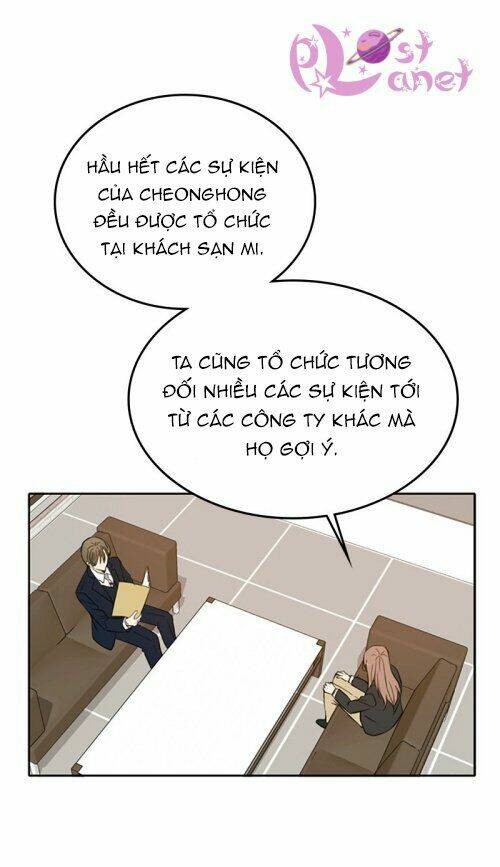 Lost
Planet
HẦU HẾT CÁC SỰ KIỆN
CỦA CHEONGHONG
ĐỀU ĐƯỢC TỔ CHỨC
TẠI KHÁCH SẠN MI.
TA CŨNG TỔ CHỨC TƯƠNG
ĐỐI NHIỀU CÁC SỰ KIỆN TỚI
TỪ CÁC CÔNG TY KHÁC MÀ
HỌ GỢI Ý.